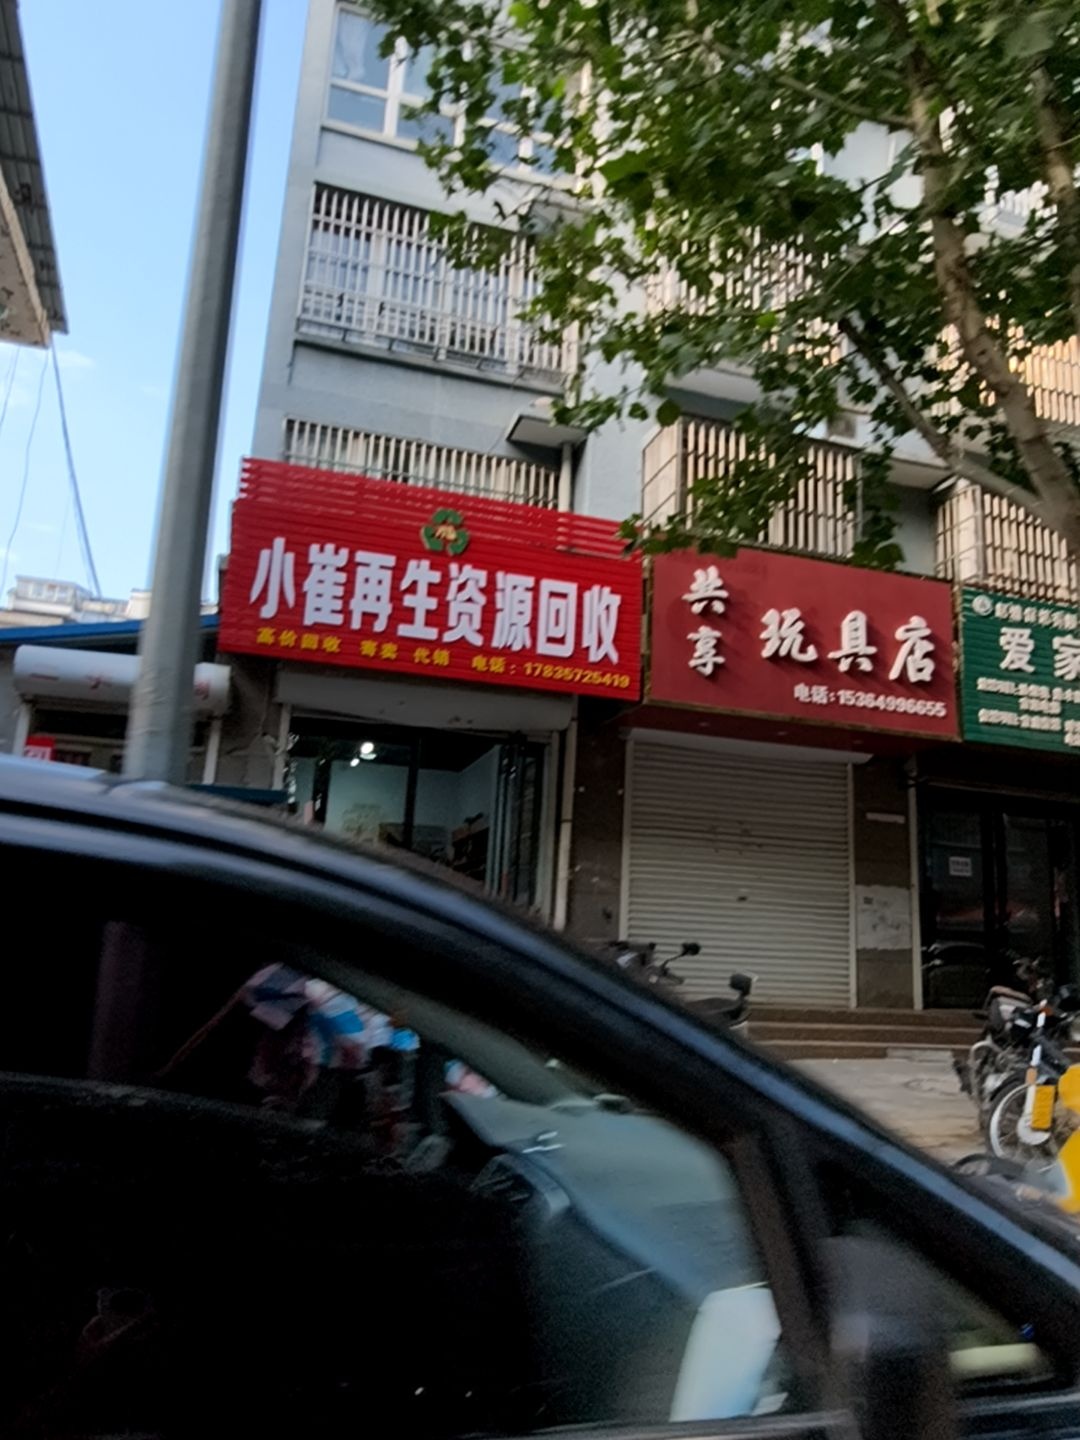 小崔再生资源回收
高价回收 寄卖 代销 电话：17835725419
共享
玩具店
电话:15364996655
爱家